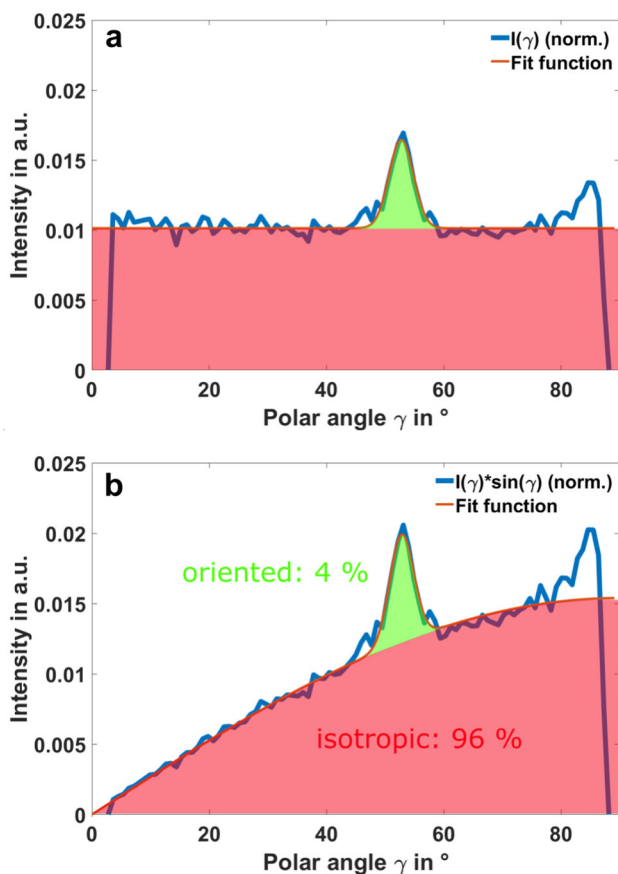 a
I(γ) (norm.)
Fit function
0.025
0.02
0.015
0.01
0.005
0
Intensity in a.u.
0 20 40 60 80
Polar angle γ in °
b
I(γ)*sin(γ) (norm.)
Fit function
oriented: 4 %
isotropic: 96 %
0.025
0.02
0.015
0.01
0.005
0
Intensity in a.u.
0 20 40 60 80
Polar angle γ in °